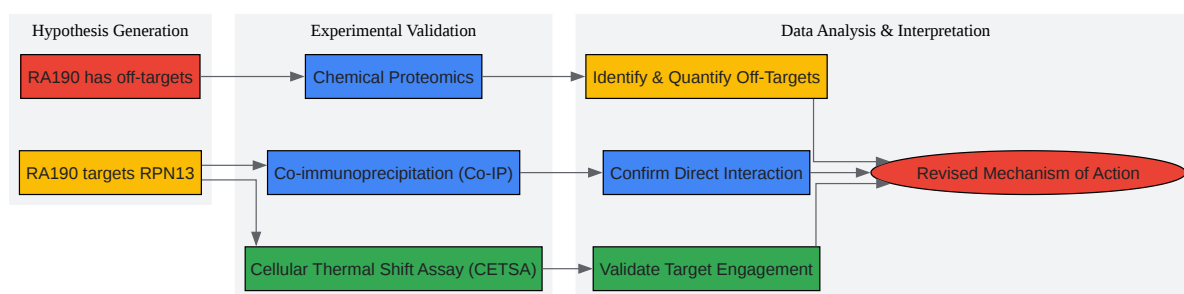 Hypothesis Generation
Experimental Validation
Data Analysis & Interpretation
RA190 has off-targets
Chemical Proteomics
Identify & Quantify Off-Targets
RA190 targets RPN13
Co-immunoprecipitation (Co-IP)
Confirm Direct Interaction
Revised Mechanism of Action
Cellular Thermal Shift Assay (CETSA)
Validate Target Engagement